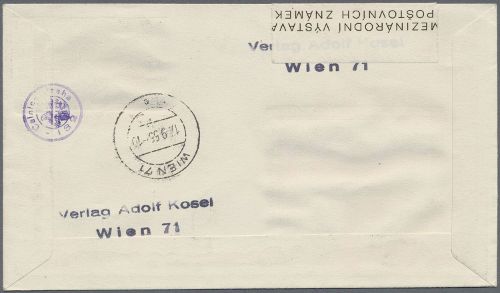 MEZINÁRODNÍ VÝSTAVA
POŠTOVNÍCH ZNÁMEK
Verlag Adolf Kosel
Wien 71
WIEN 71
Verlag Adolf Kosel
Wien 71